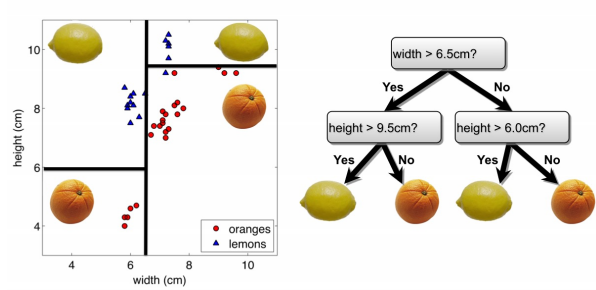 10
8
6
4
height (cm)
4
6
8
10
width (cm)
oranges
lemons
width > 6.5cm?
Yes
No
height > 9.5cm?
height > 6.0cm?
Yes
No
Yes
No